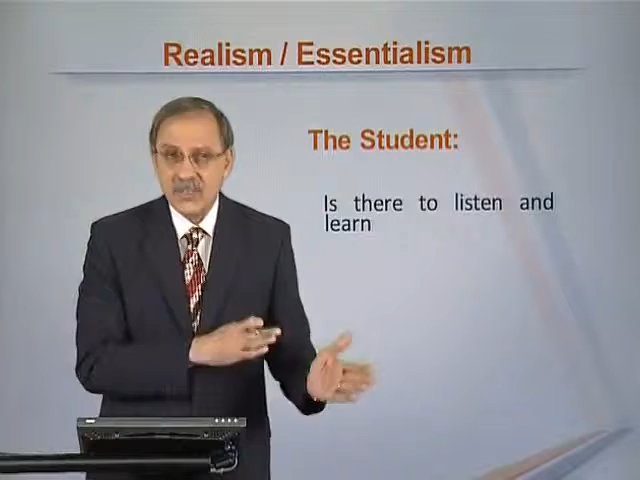 Realism / Essentialism
The Student:
Is there to listen and
learn